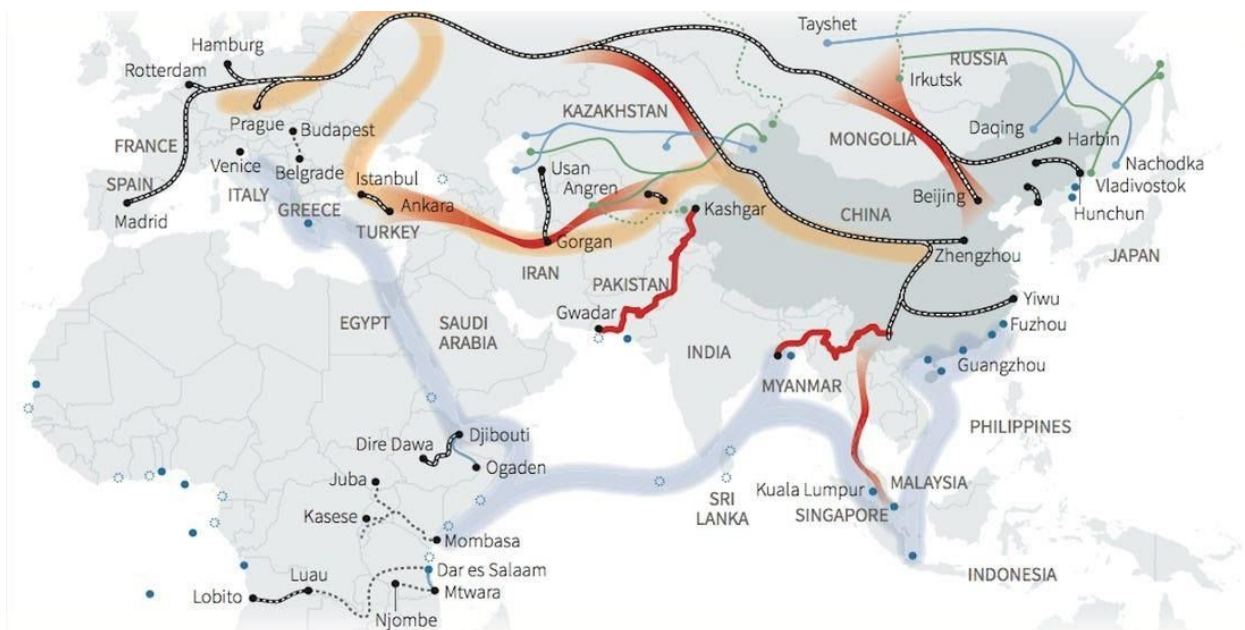 Tayshet
Hamburg
RUSSIA
Rotterdam
Irkutsk
KAZAKHSTAN
Prague
Budapest
MONGOLIA
Daqing
Harbin
FRANCE
Venice
Belgrade
Usan
Nachodka
SPAIN
ITALY
Istanbul
Angren
Vladivostok
Madrid
GREECE
Ankara
Kashgar
Beijing
CHINA
Hunchun
TURKEY
Gorgan
Zhengzhou
JAPAN
IRAN
PAKISTAN
Yiwu
Gwadar
EGYPT
SAUDI
ARABIA
Fuzhou
INDIA
Guangzhou
MYANMAR
PHILIPPINES
Dire Dawa
Djibouti
Ogaden
Juba
Kuala Lumpur
MALAYSIA
SRI
LANKA
SINGAPORE
Kasese
Mombasa
Dar es Salaam
INDONESIA
Luau
Lobito
Mtwara
Njombe